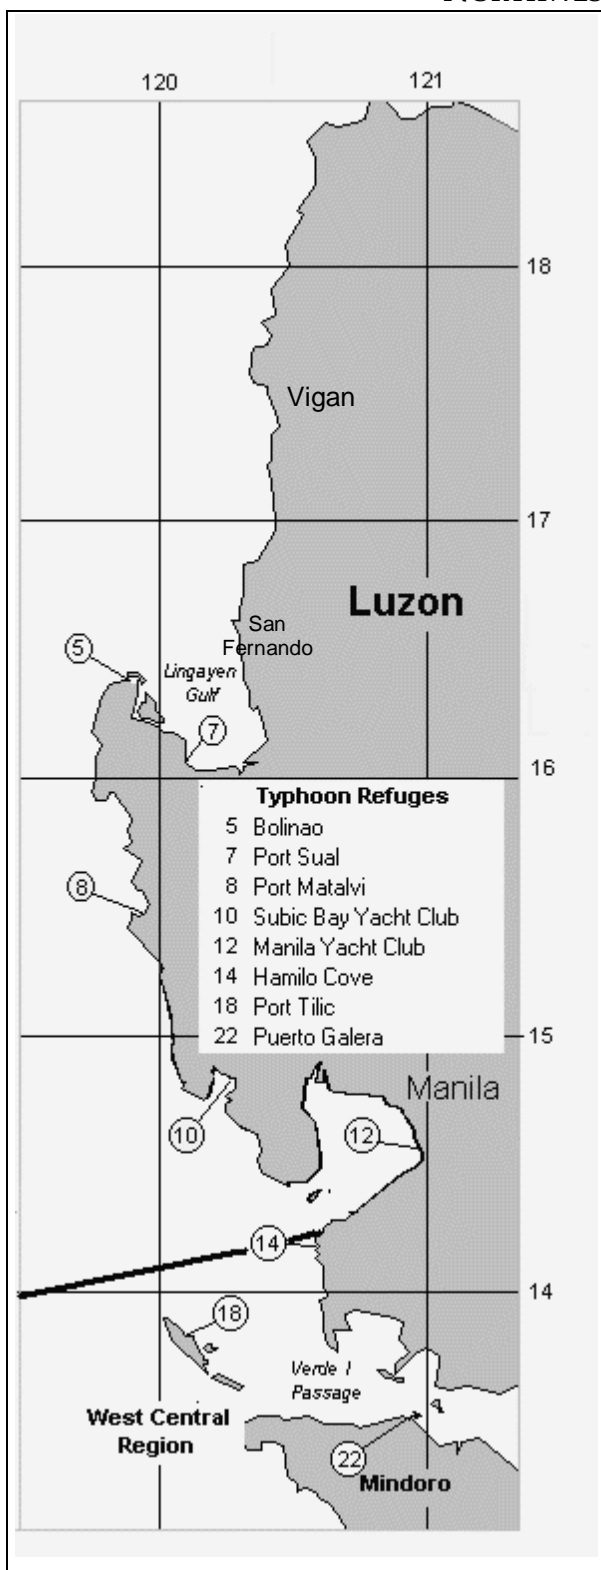 120
121
18
Vigan
17
Luzon
San
Fernando
5
Lingayen
Gulf
7
16
Typhoon Refuges
5 Bolinao
7 Port Sual
8 Port Matalvi
10 Subic Bay Yacht Club
12 Manila Yacht Club
14 Hamilo Cove
18 Port Tilic
22 Puerto Galera
8
15
Manila
10
12
14
14
18
Verde I
Passage
West Central
Region
22
Mindoro